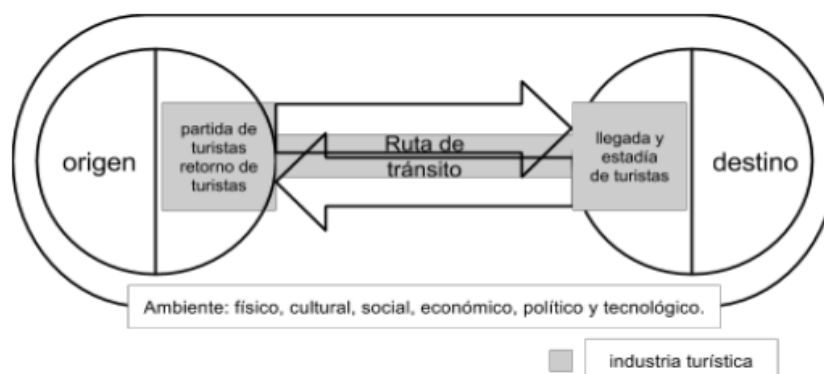 origen
partida de
turistas
retorno de
turistas
Ruta de
tránsito
llegada y
estadía
de turistas
destino
Ambiente: físico, cultural, social, económico, político y tecnológico.
industria turística